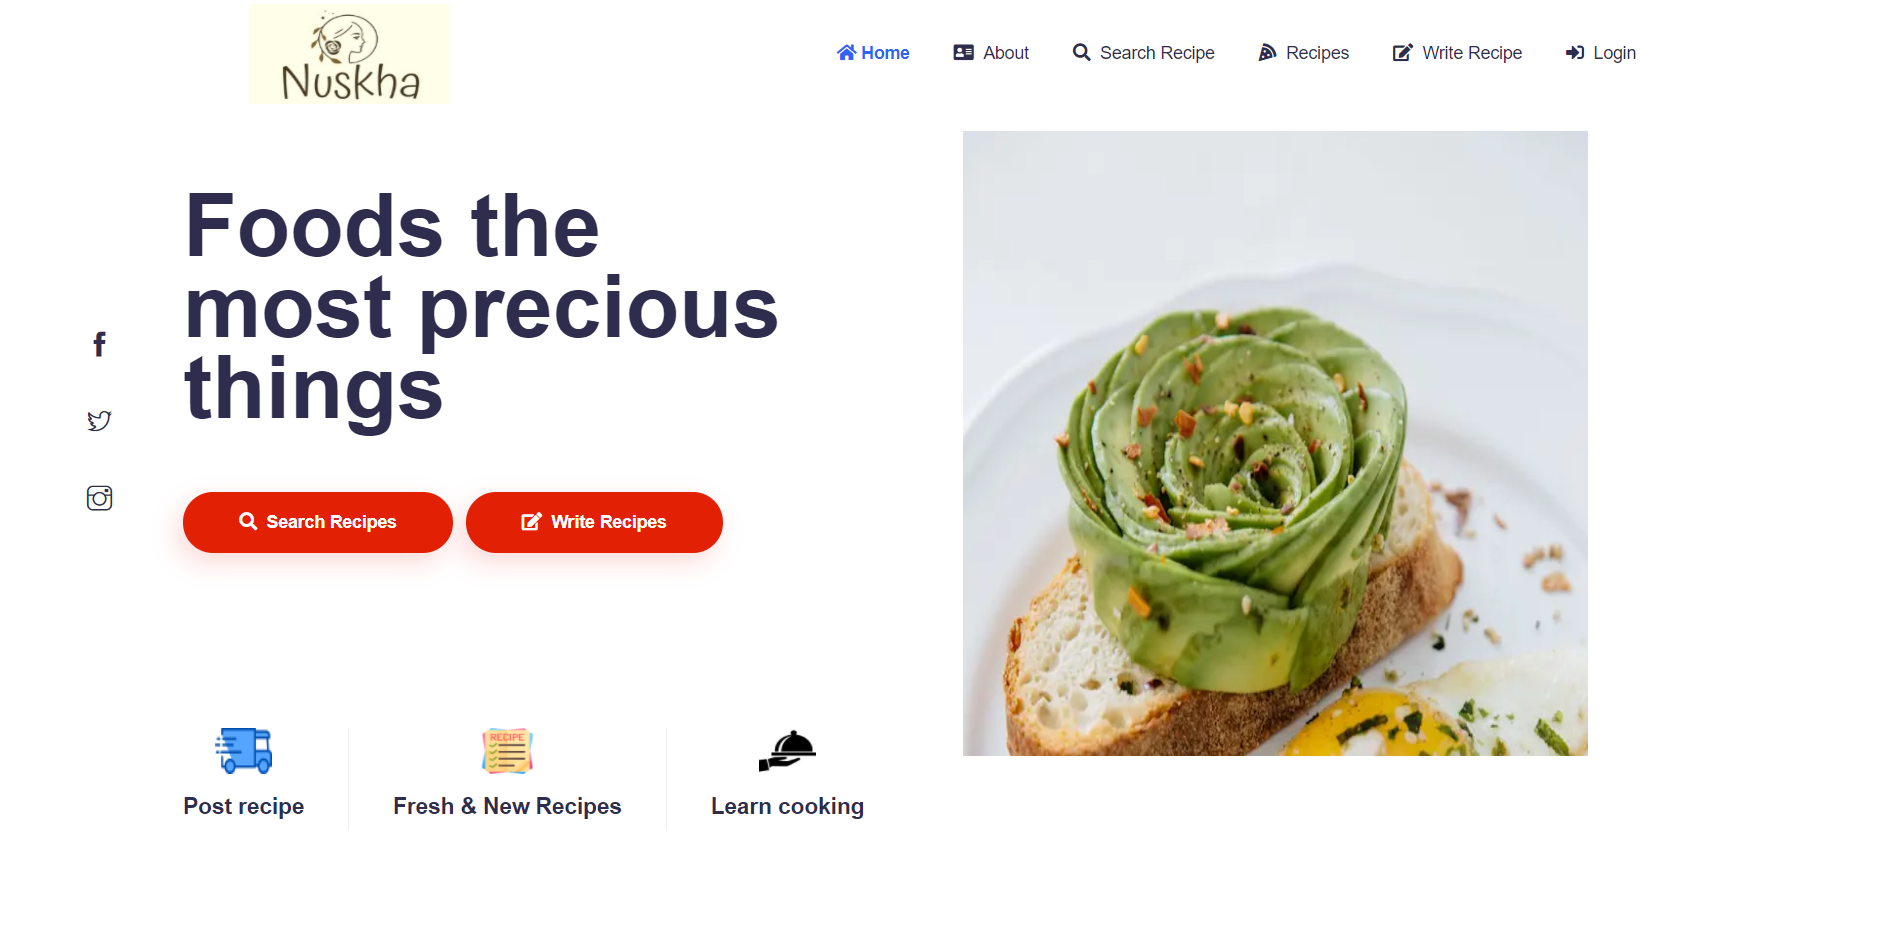 Nuskha
Home About Search Recipe Recipes Write Recipe Login
Foods the
most precious
things
Search Recipes Write Recipes
RECIPE
Post recipe Fresh & New Recipes Learn cooking